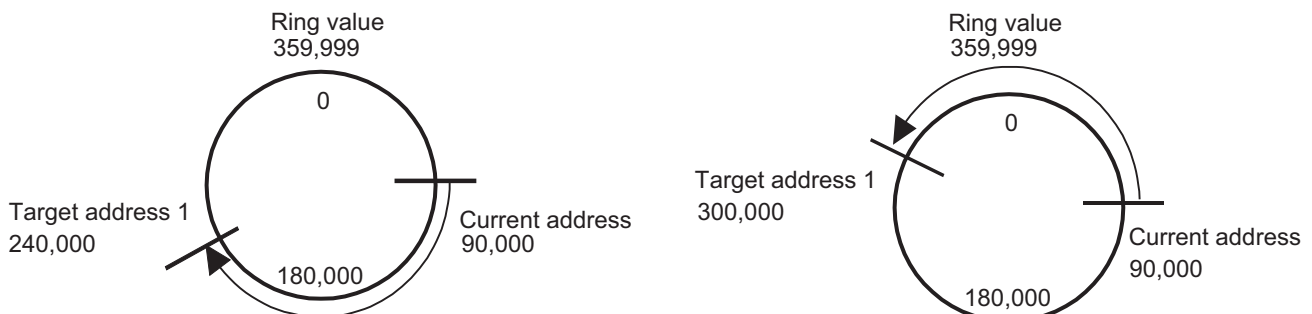 Ring value
359,999
0
Target address 1
240,000
Current address
90,000
180,000
Ring value
359,999
0
Target address 1
300,000
Current address
90,000
180,000